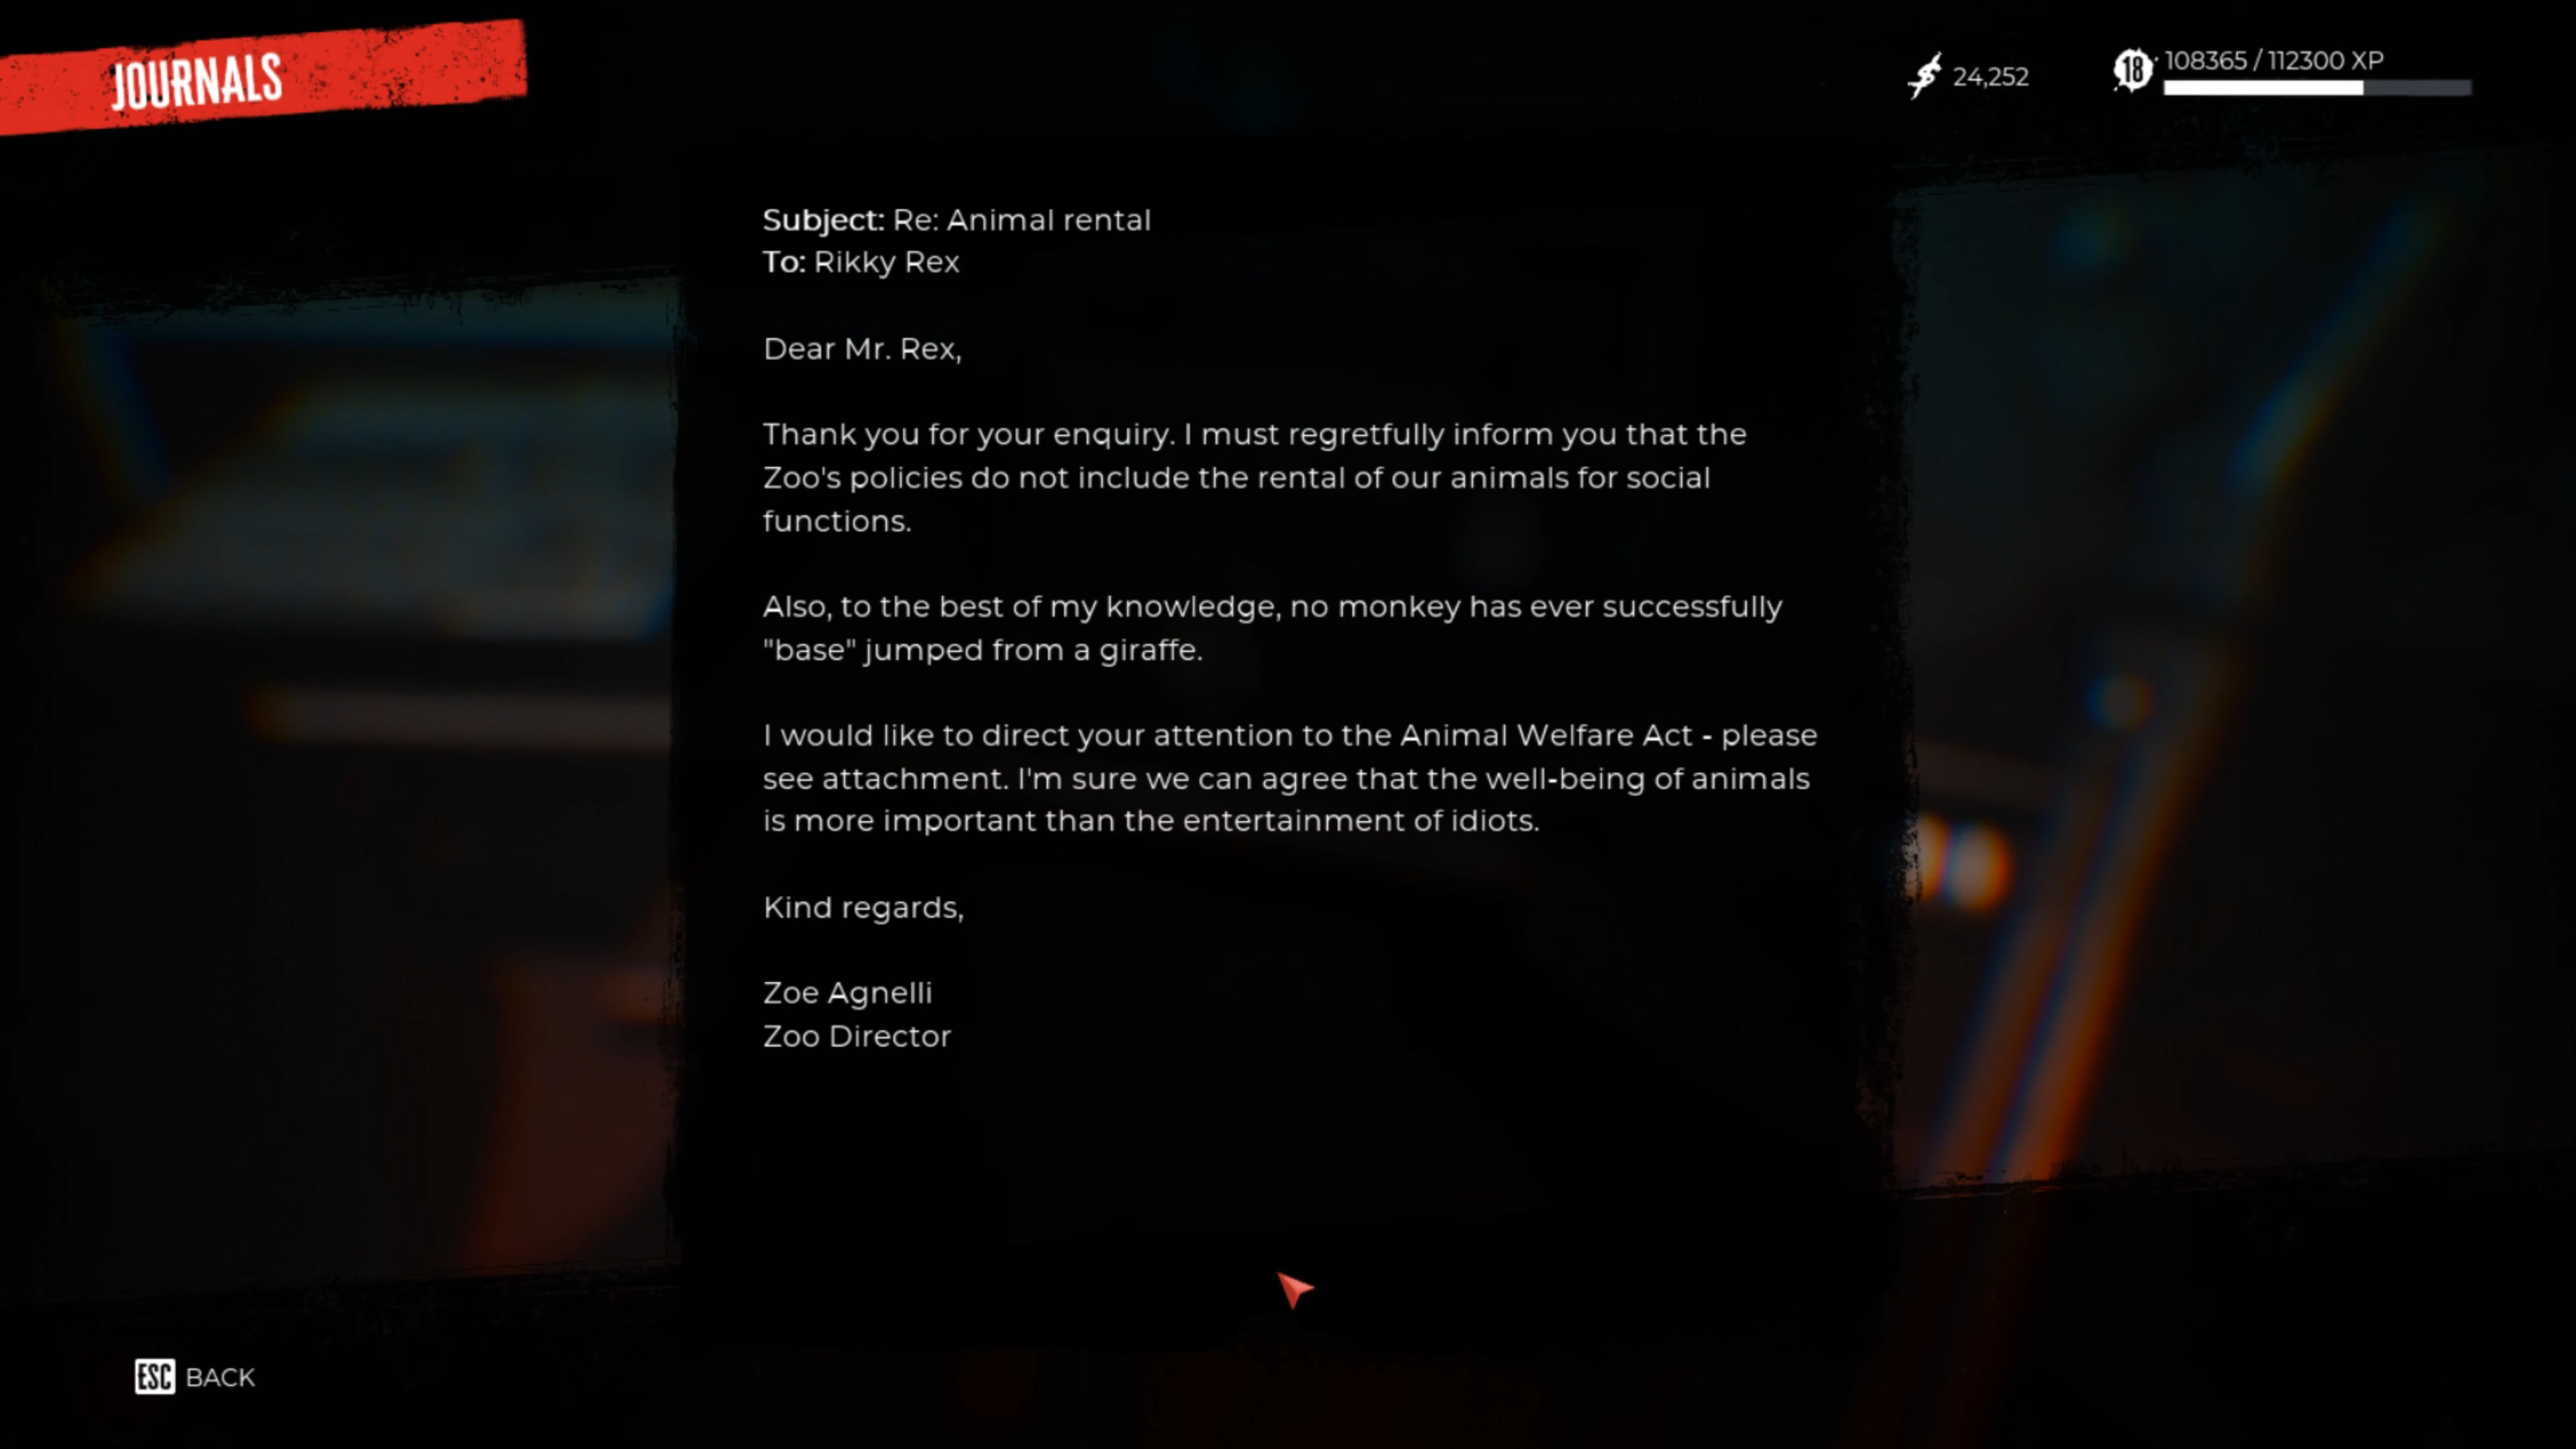 JOURNALS
24,252
18
108365 / 112300 XP
Subject: Re: Animal rental
To: Rikky Rex
Dear Mr. Rex,
Thank you for your enquiry. I must regretfully inform you that the
Zoo's policies do not include the rental of our animals for social
functions.
Also, to the best of my knowledge, no monkey has ever successfully
"base" jumped from a giraffe.
I would like to direct your attention to the Animal Welfare Act - please
see attachment. I'm sure we can agree that the well-being of animals
is more important than the entertainment of idiots.
Kind regards,
Zoe Agnelli
Zoo Director
ESC BACK